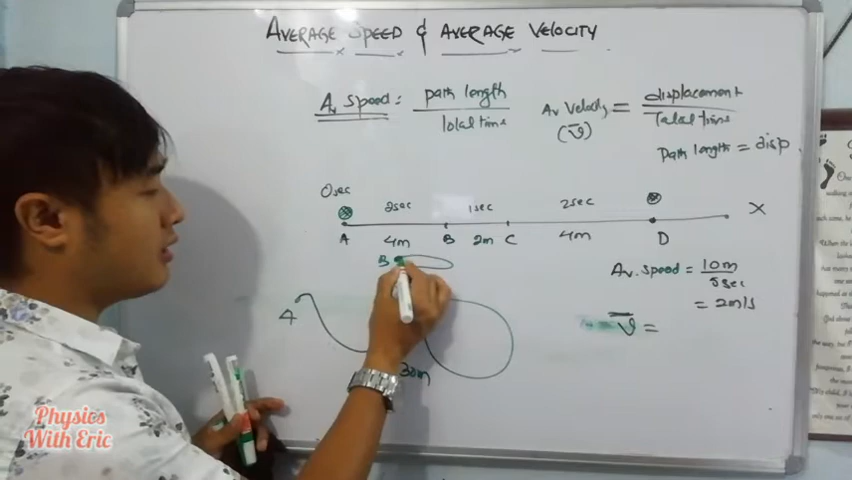 AVERAGE SPEED & AVERAGE VELOCITY
Av speed = path length / Total time
Av Velocity (v̄) = displacement / Total time
Path length = disp.
0sec
2sec 1sec 2sec
X
A 4m B 2m C 4m D
B
Av. speed = 10m / 5sec
= 2m/s
A
v̄ =
30m
Physics
With Eric